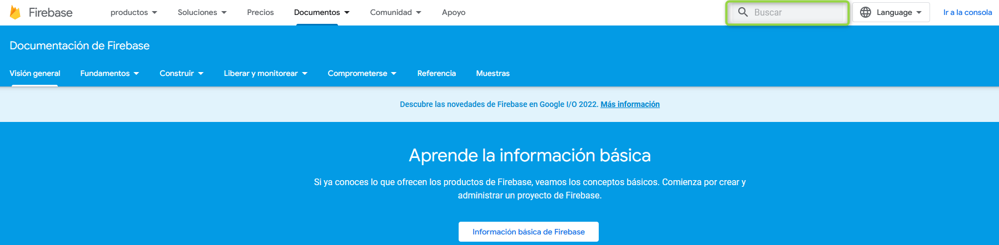 Firebase productos Soluciones Precios Documentos Comunidad Apoyo Buscar Language Ir a la consola
Documentación de Firebase
Visión general Fundamentos Construir Liberar y monitorear Comprometerse Referencia Muestras
Descubre las novedades de Firebase en Google I/O 2022. Más información
Aprende la información básica
Si ya conoces lo que ofrecen los productos de Firebase, veamos los conceptos básicos. Comienza por crear y
administrar un proyecto de Firebase.
Información básica de Firebase